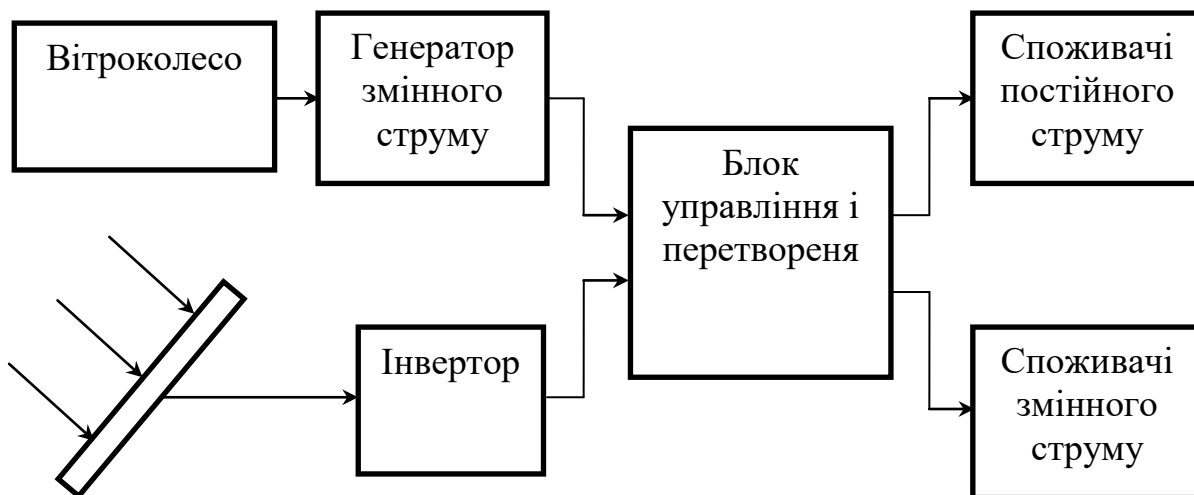 Вітроколесо
Генератор
змінного
струму
Блок
управління і
перетвореня
Споживачі
постійного
струму
Інвертор
Споживачі
змінного
струму